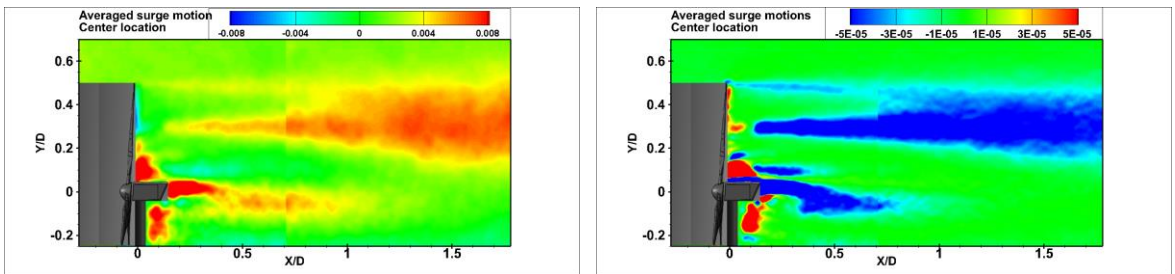 Averaged surge motion
Center location
-0.008 -0.004 0 0.004 0.008
0.6
0.4
0.2
0
-0.2
Y/D
0 0.5 1 1.5
X/D
Averaged surge motions
Center location
-5E-05 -3E-05 -1E-05 1E-05 3E-05 5E-05
0.6
0.4
0.2
0
-0.2
Y/D
0 0.5 1 1.5
X/D